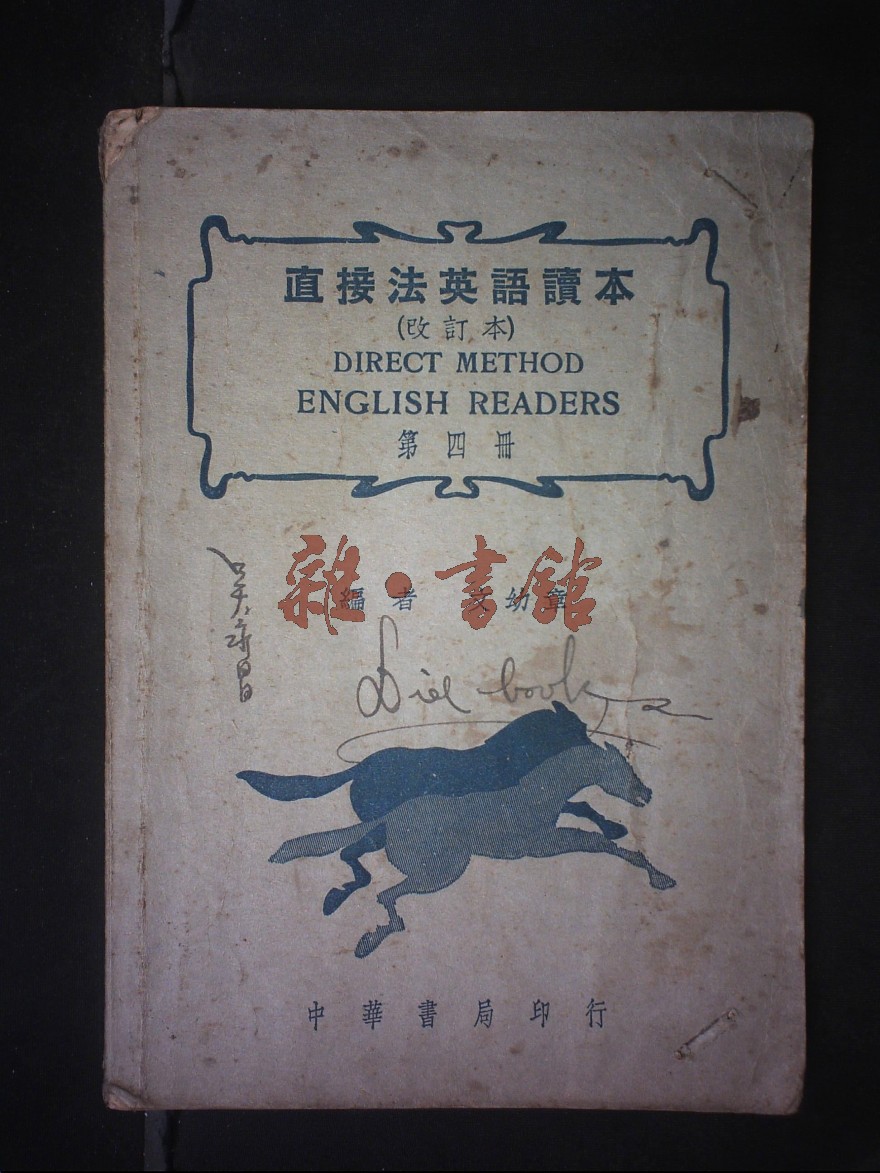 直接法英語讀本
(改訂本)
DIRECT METHOD
ENGLISH READERS
第四冊
雜·書館
編者 文幼章
book
中華書局印行